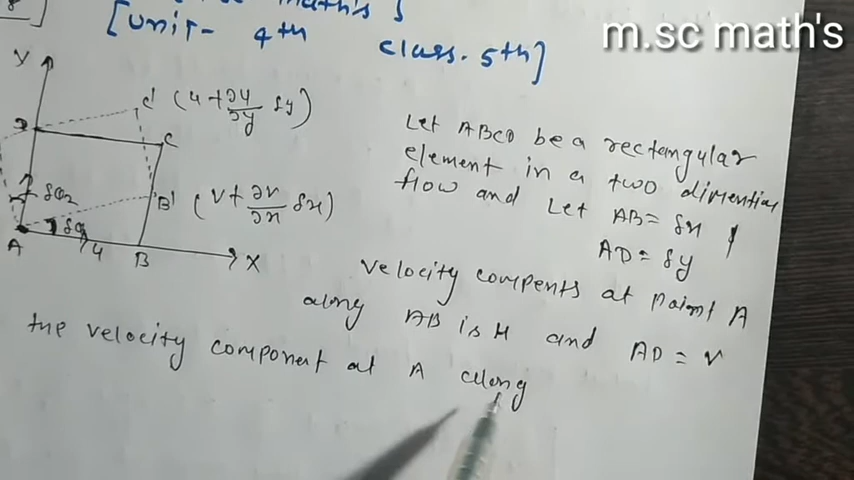 maths }
[Unit- 4th class. 5th]
m.sc math's
Y
C' (u+∂u/∂y δy)
D
C
δθ2
B' (v+∂v/∂x δx)
δθ1
A
u
B
X
Let ABCD be a rectangular
element in a two dimention
flow and Let AB= δx &
AD= δy
velocity compents at point A
along AB is u and AD = v
the velocity component at A along